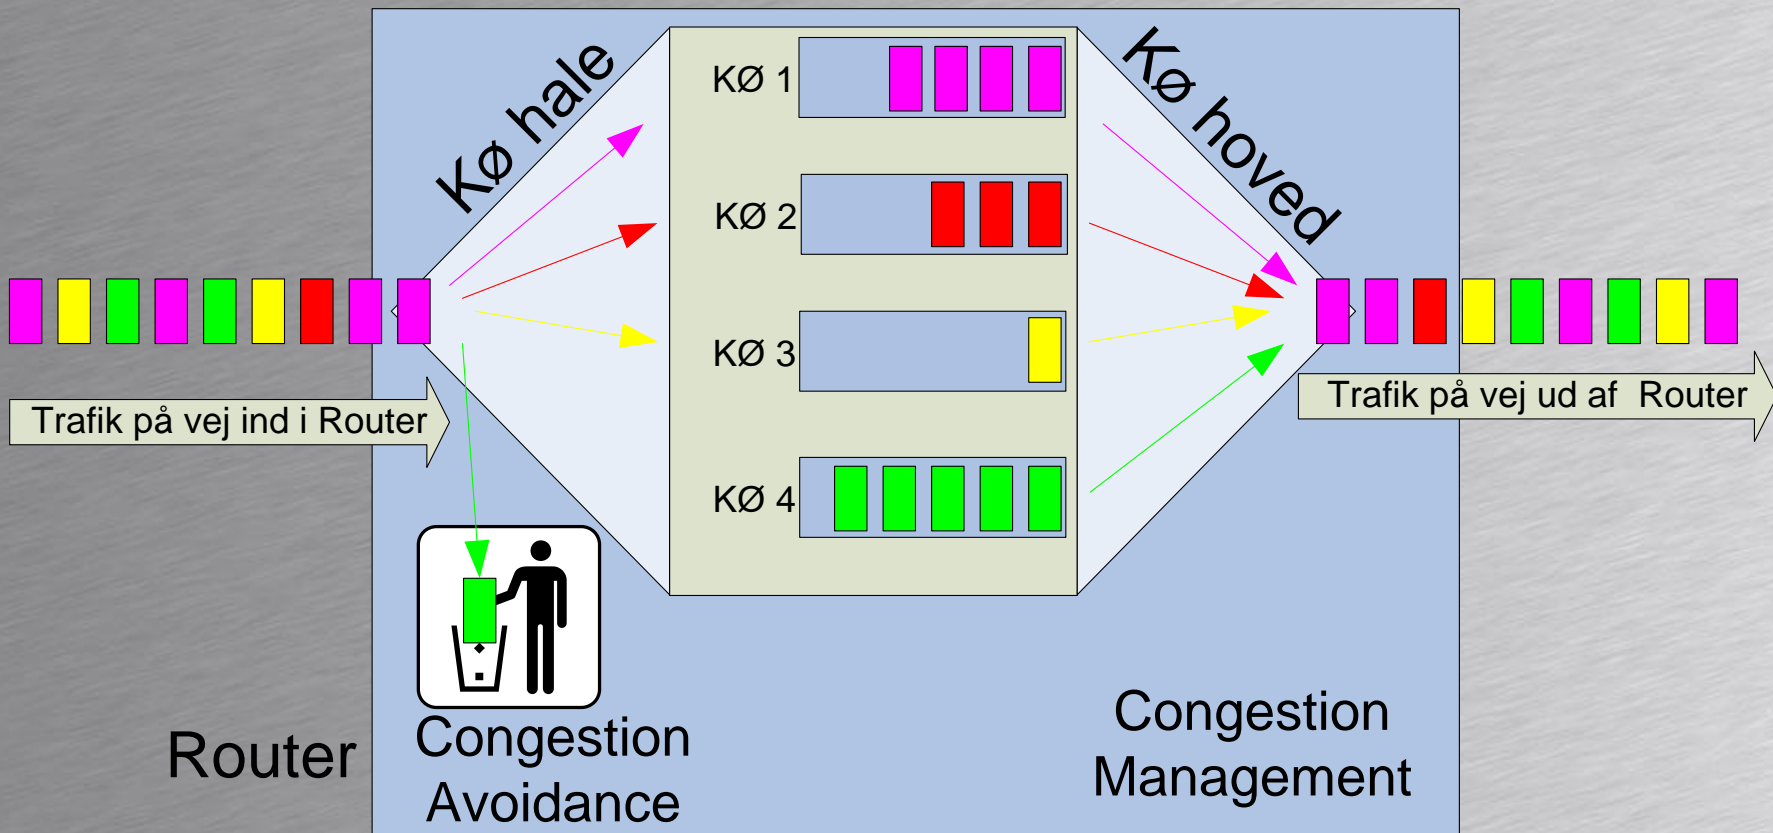 Kø hale
Kø hoved
KØ 1
KØ 2
KØ 3
KØ 4
Trafik på vej ind i Router
Trafik på vej ud af Router
Router
Congestion
Avoidance
Congestion
Management